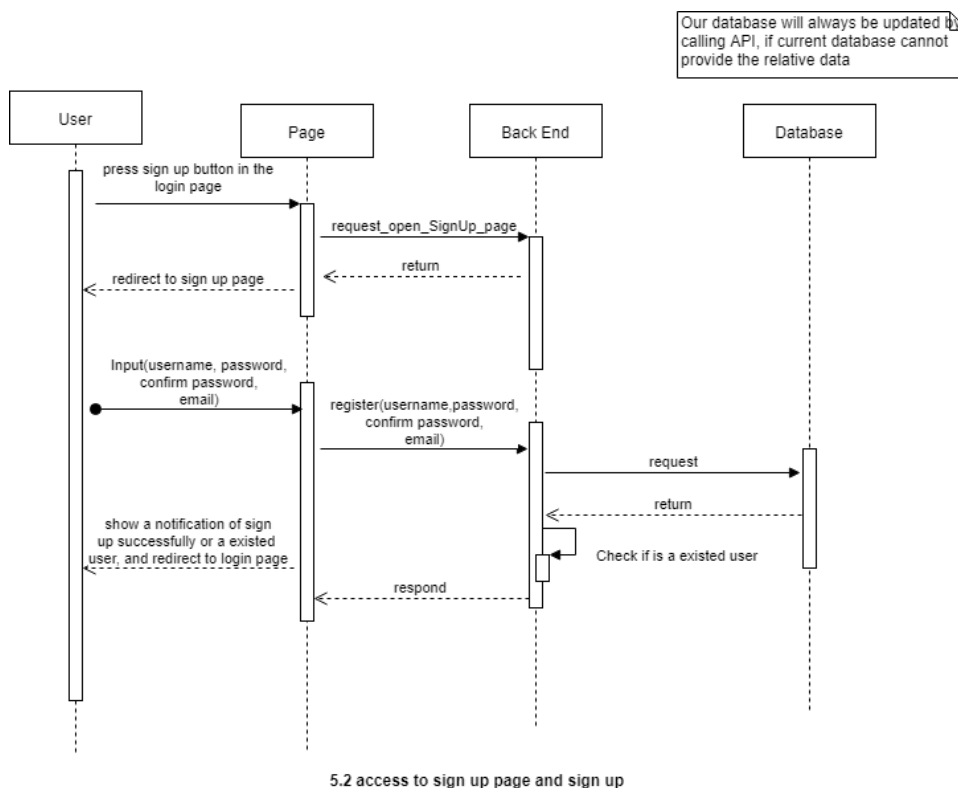 Our database will always be updated by
calling API, if current database cannot
provide the relative data
User
Page
Back End
Database
press sign up button in the
login page
request_open_SignUp_page
return
redirect to sign up page
Input(username, password,
confirm password,
email)
register(username,password,
confirm password,
email)
request
return
show a notification of sign
up successfully or a existed
user, and redirect to login page
Check if is a existed user
respond
5.2 access to sign up page and sign up